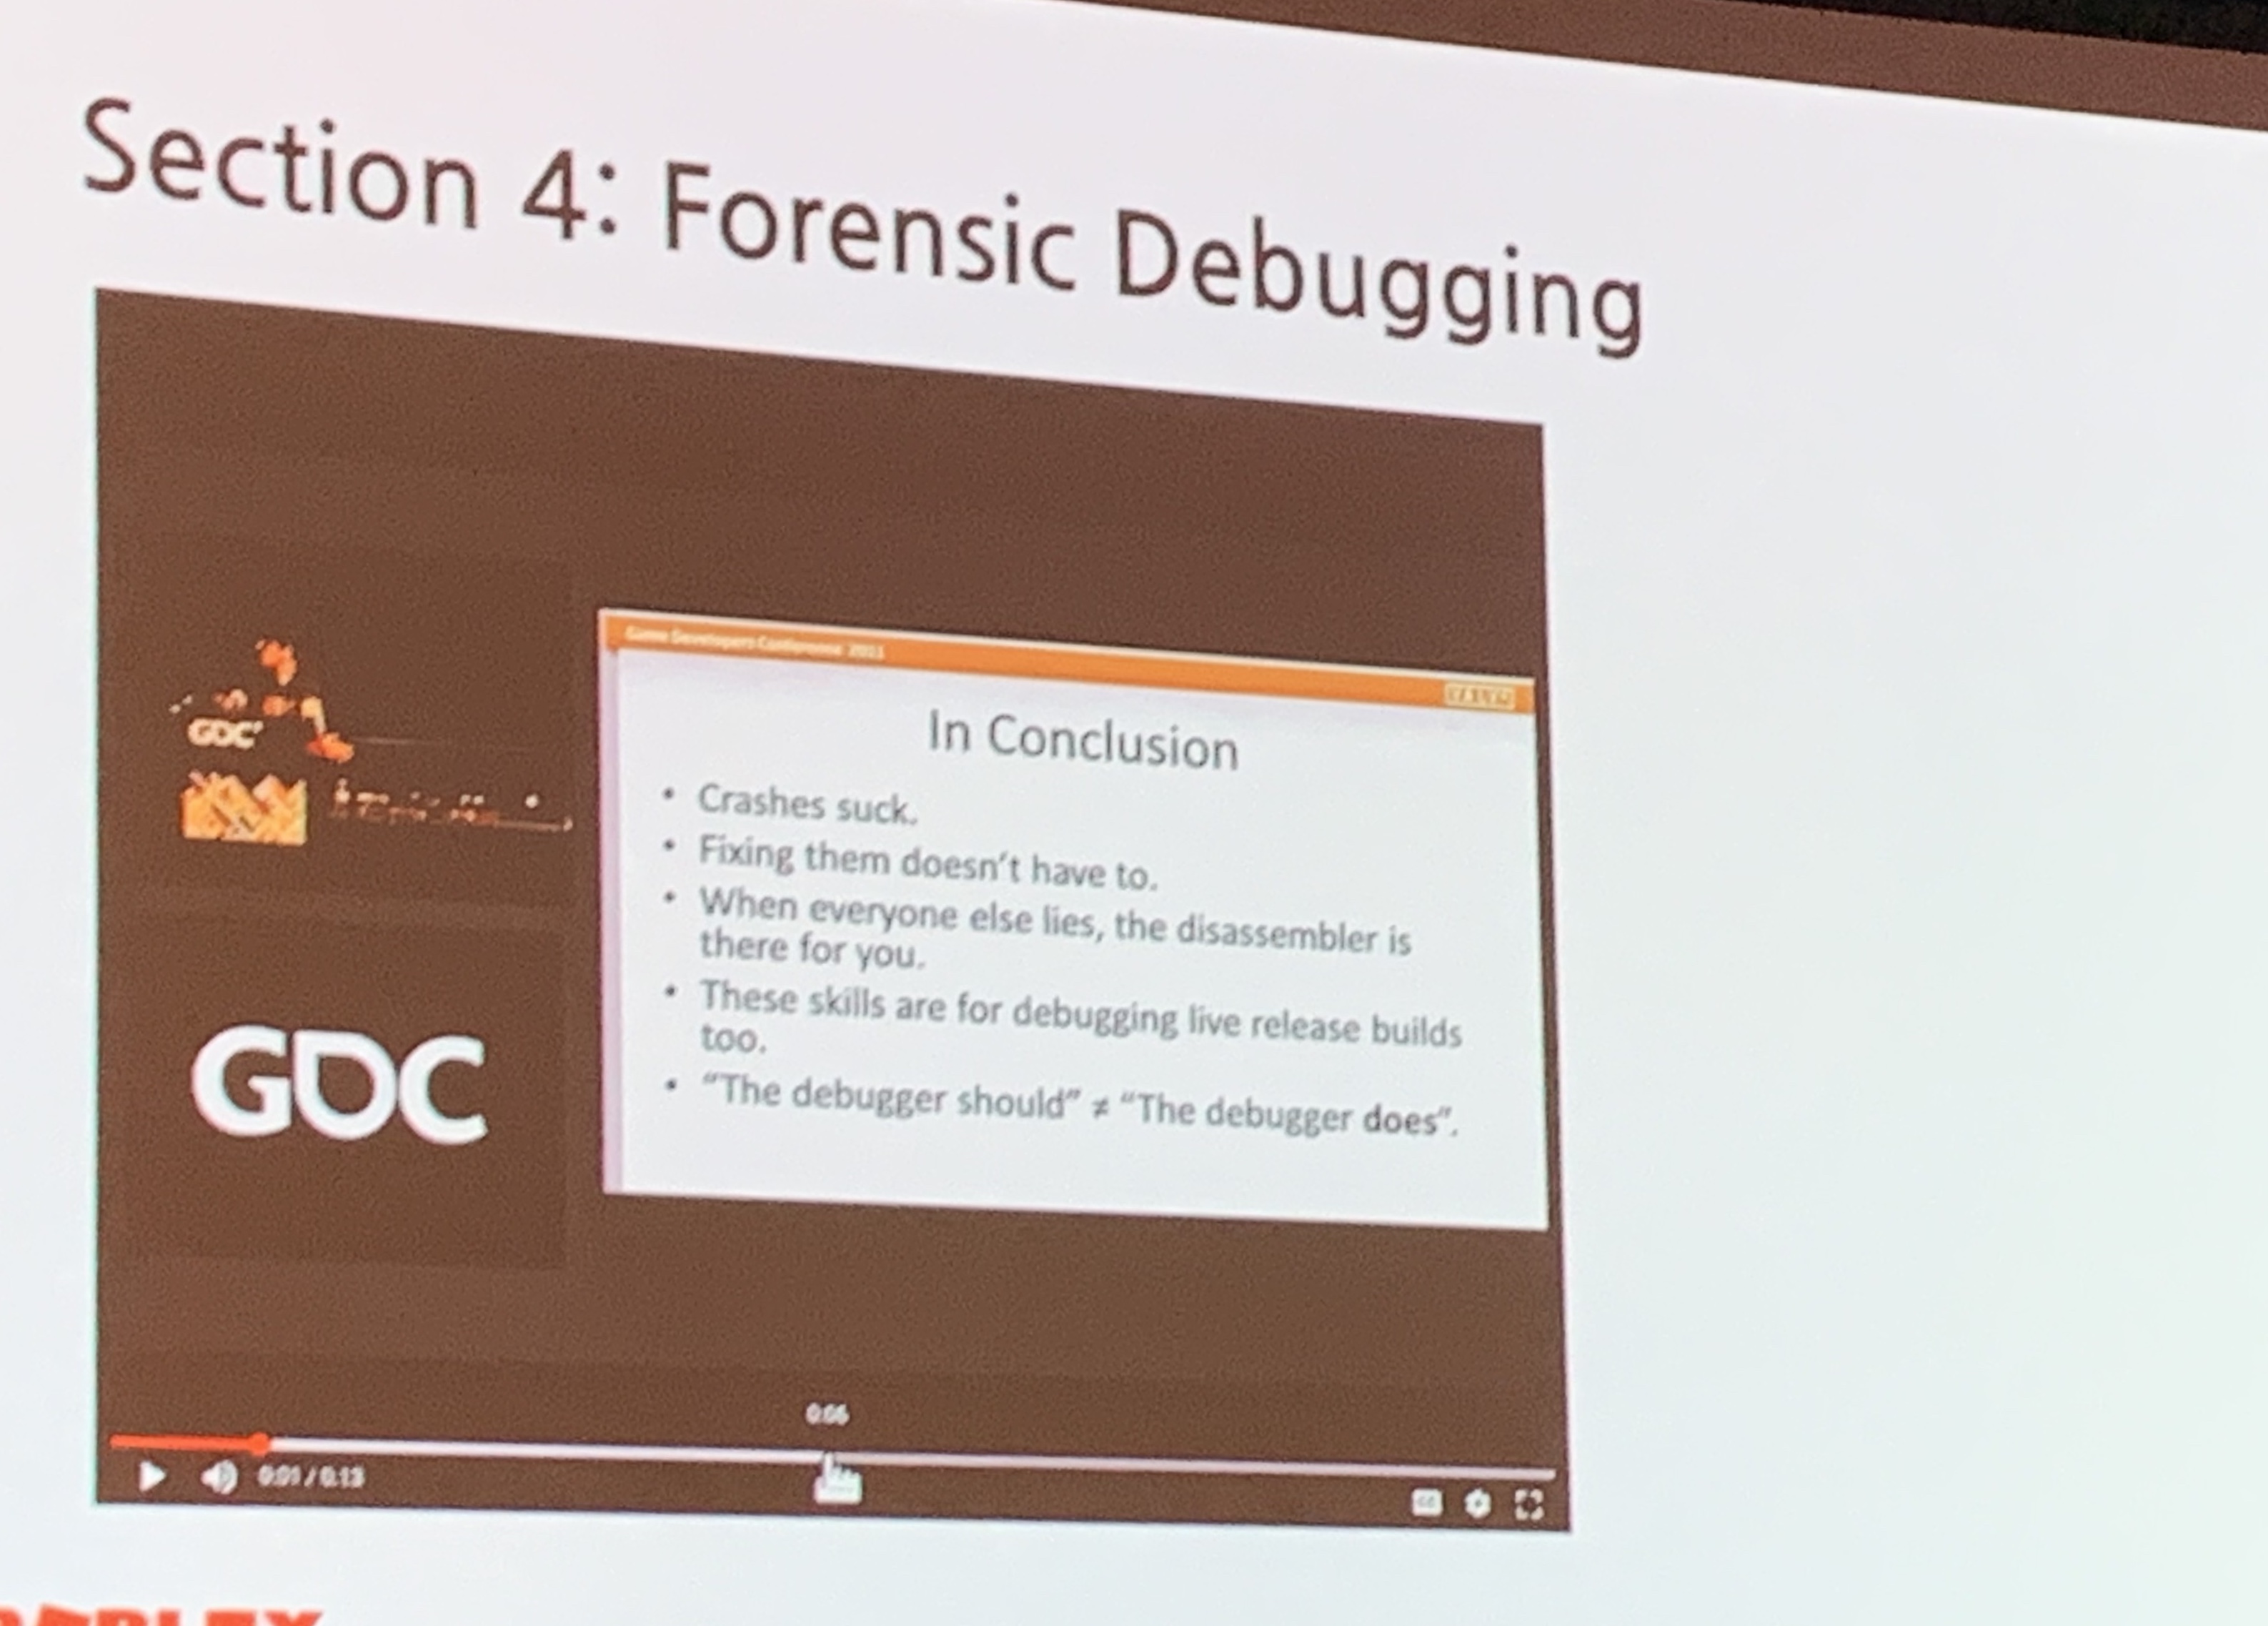 Section 4: Forensic Debugging
GDC
GDC
Game Developers Conference 2011
VALVE
In Conclusion
• Crashes suck.
• Fixing them doesn't have to.
• When everyone else lies, the disassembler is
there for you.
• These skills are for debugging live release builds
too.
• “The debugger should” ≠ “The debugger does”.
0:06
0:01 / 0:13